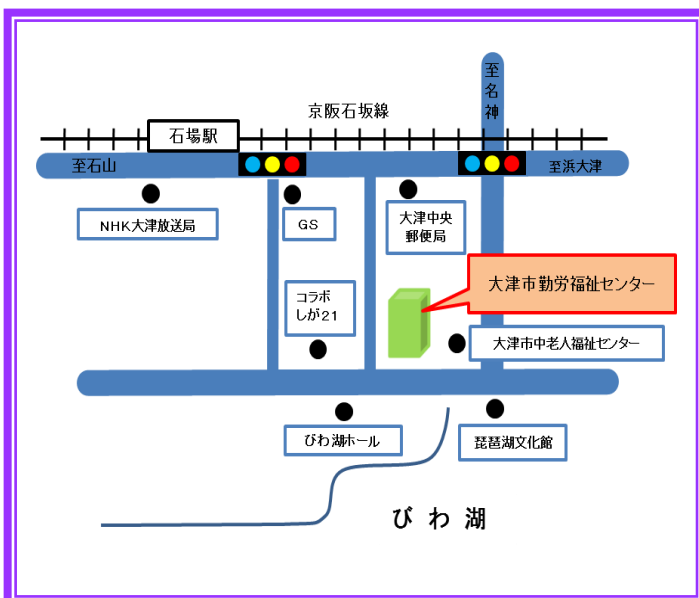 至
名
神
京阪石坂線
石場駅
至石山
至浜大津
NHK大津放送局
GS
大津中央
郵便局
大津市勤労福祉センター
コラボ
しが21
大津市中老人福祉センター
びわ湖ホール
琵琶湖文化館
びわ湖